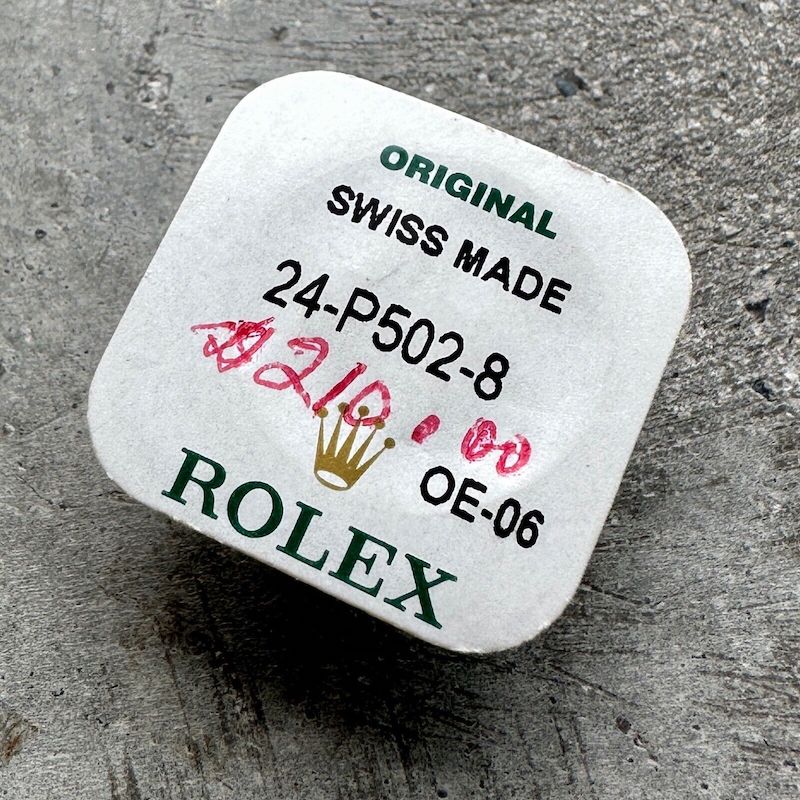 ORIGINAL
SWISS MADE
24-P502-8
$210.00
OE-06
ROLEX